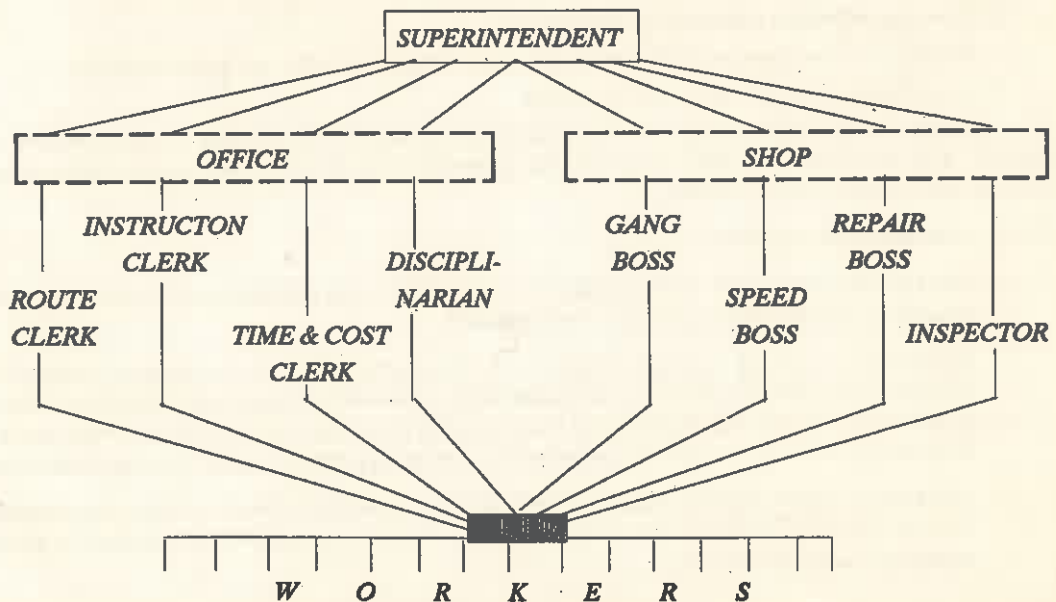 SUPERINTENDENT
OFFICE
SHOP
ROUTE
CLERK
INSTRUCTON
CLERK
TIME & COST
CLERK
DISCIPLI-
NARIAN
GANG
BOSS
SPEED
BOSS
REPAIR
BOSS
INSPECTOR
W O R K E R S